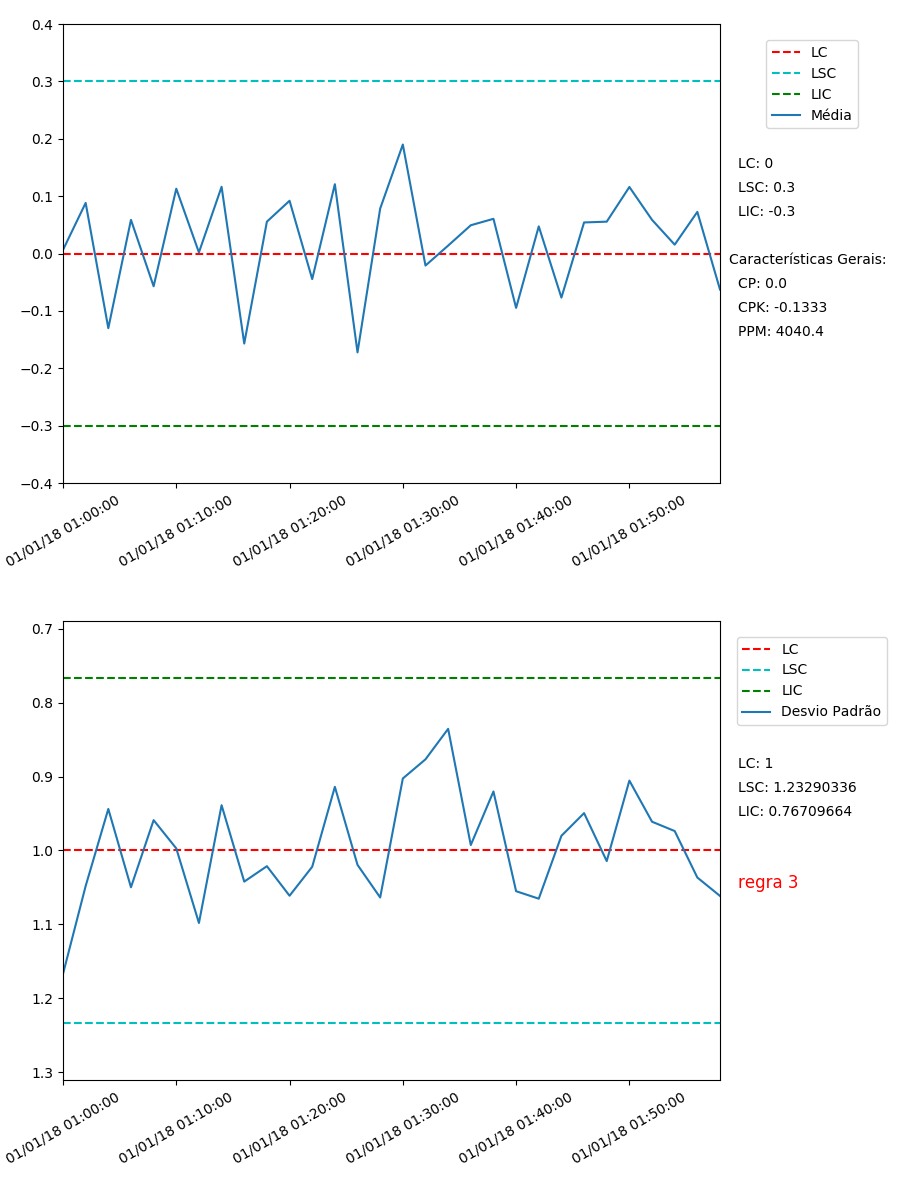 0.4
0.3
0.2
0.1
0.0
−0.1
−0.2
−0.3
−0.4
01/01/18 01:00:00
01/01/18 01:10:00
01/01/18 01:20:00
01/01/18 01:30:00
01/01/18 01:40:00
01/01/18 01:50:00
LC
LSC
LIC
Média
LC: 0
LSC: 0.3
LIC: -0.3
Características Gerais:
CP: 0.0
CPK: -0.1333
PPM: 4040.4
0.7
0.8
0.9
1.0
1.1
1.2
1.3
01/01/18 01:00:00
01/01/18 01:10:00
01/01/18 01:20:00
01/01/18 01:30:00
01/01/18 01:40:00
01/01/18 01:50:00
LC
LSC
LIC
Desvio Padrão
LC: 1
LSC: 1.23290336
LIC: 0.76709664
regra 3